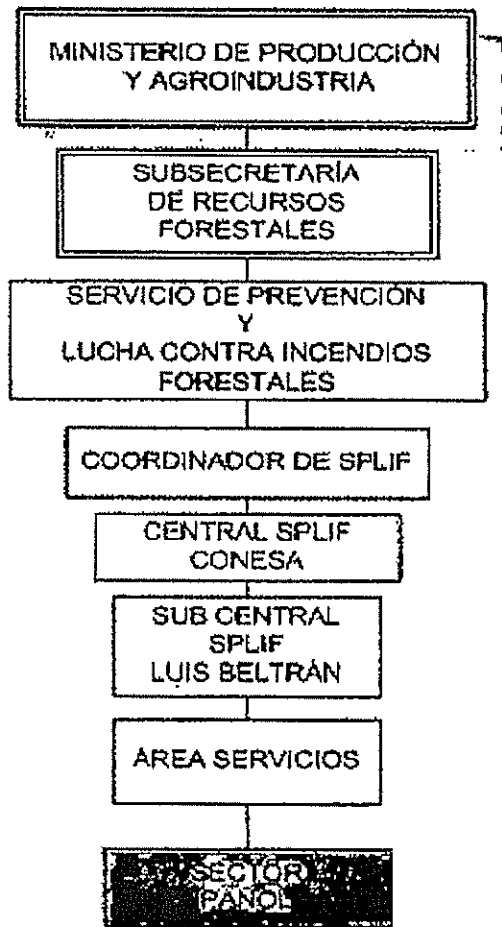 MINISTERIO DE PRODUCCIÓN
Y AGROINDUSTRIA
SUBSECRETARÍA
DE RECURSOS
FORESTALES
SERVICIO DE PREVENCIÓN
Y
LUCHA CONTRA INCENDIOS
FORESTALES
COORDINADOR DE SPLIF
CENTRAL SPLIF
CONESA
SUB CENTRAL
SPLIF
LUIS BELTRÁN
ÁREA SERVICIOS
SECTOR
PAÑOL